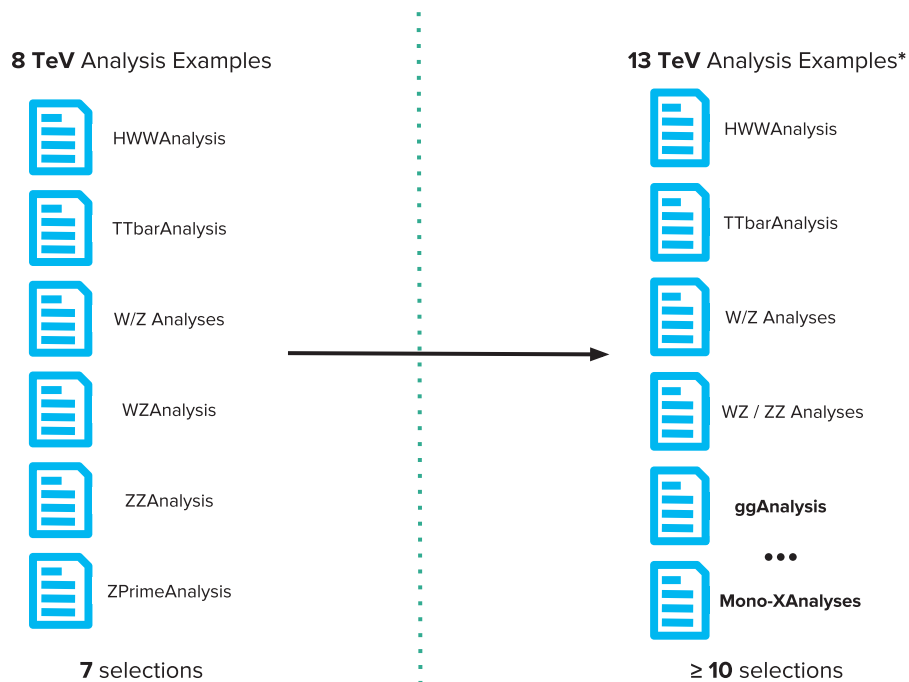 8 TeV Analysis Examples
HWWAnalysis
TTbarAnalysis
W/Z Analyses
WZAnalysis
ZZAnalysis
ZPrimeAnalysis
7 selections
13 TeV Analysis Examples*
HWWAnalysis
TTbarAnalysis
W/Z Analyses
WZ / ZZ Analyses
ggAnalysis
•••
Mono-XAnalyses
≥ 10 selections